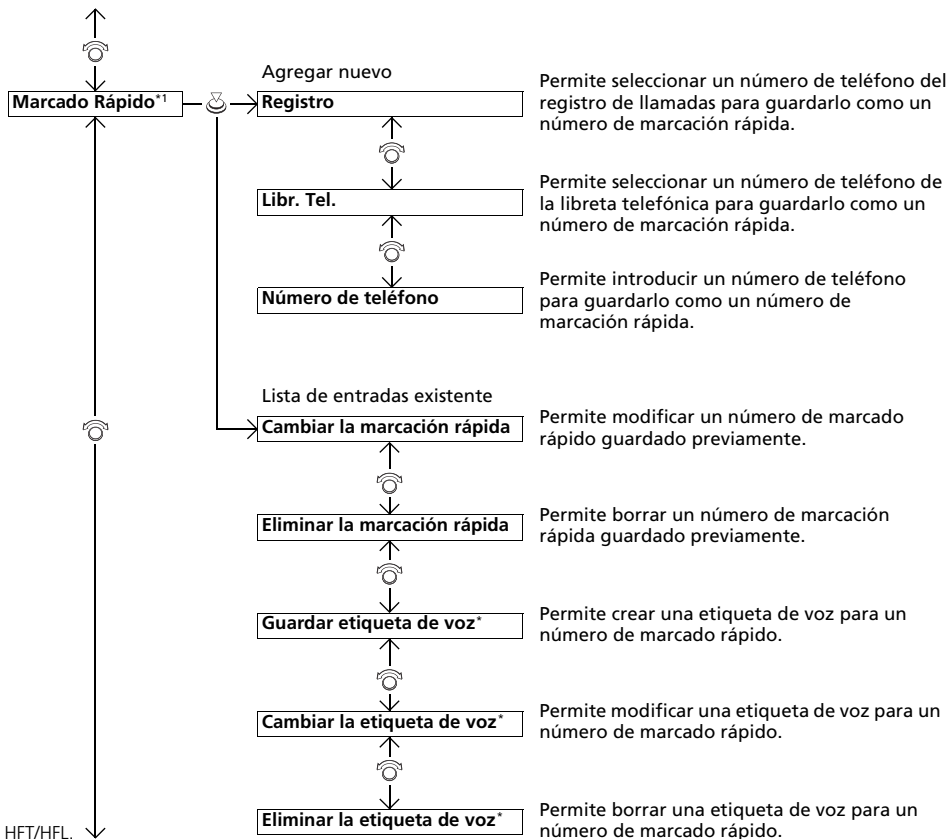 Marcado Rápido*1
Agregar nuevo
Registro
Permite seleccionar un número de teléfono del
registro de llamadas para guardarlo como un
número de marcación rápida.
Libr. Tel.
Permite seleccionar un número de teléfono de
la libreta telefónica para guardarlo como un
número de marcación rápida.
Número de teléfono
Permite introducir un número de teléfono
para guardarlo como un número de
marcación rápida.
Lista de entradas existente
Cambiar la marcación rápida
Permite modificar un número de marcado
rápido guardado previamente.
Eliminar la marcación rápida
Permite borrar un número de marcación
rápida guardado previamente.
Guardar etiqueta de voz*
Permite crear una etiqueta de voz para un
número de marcado rápido.
Cambiar la etiqueta de voz*
Permite modificar una etiqueta de voz para un
número de marcado rápido.
Eliminar la etiqueta de voz*
Permite borrar una etiqueta de voz para un
número de marcado rápido.
HFT/HFL.